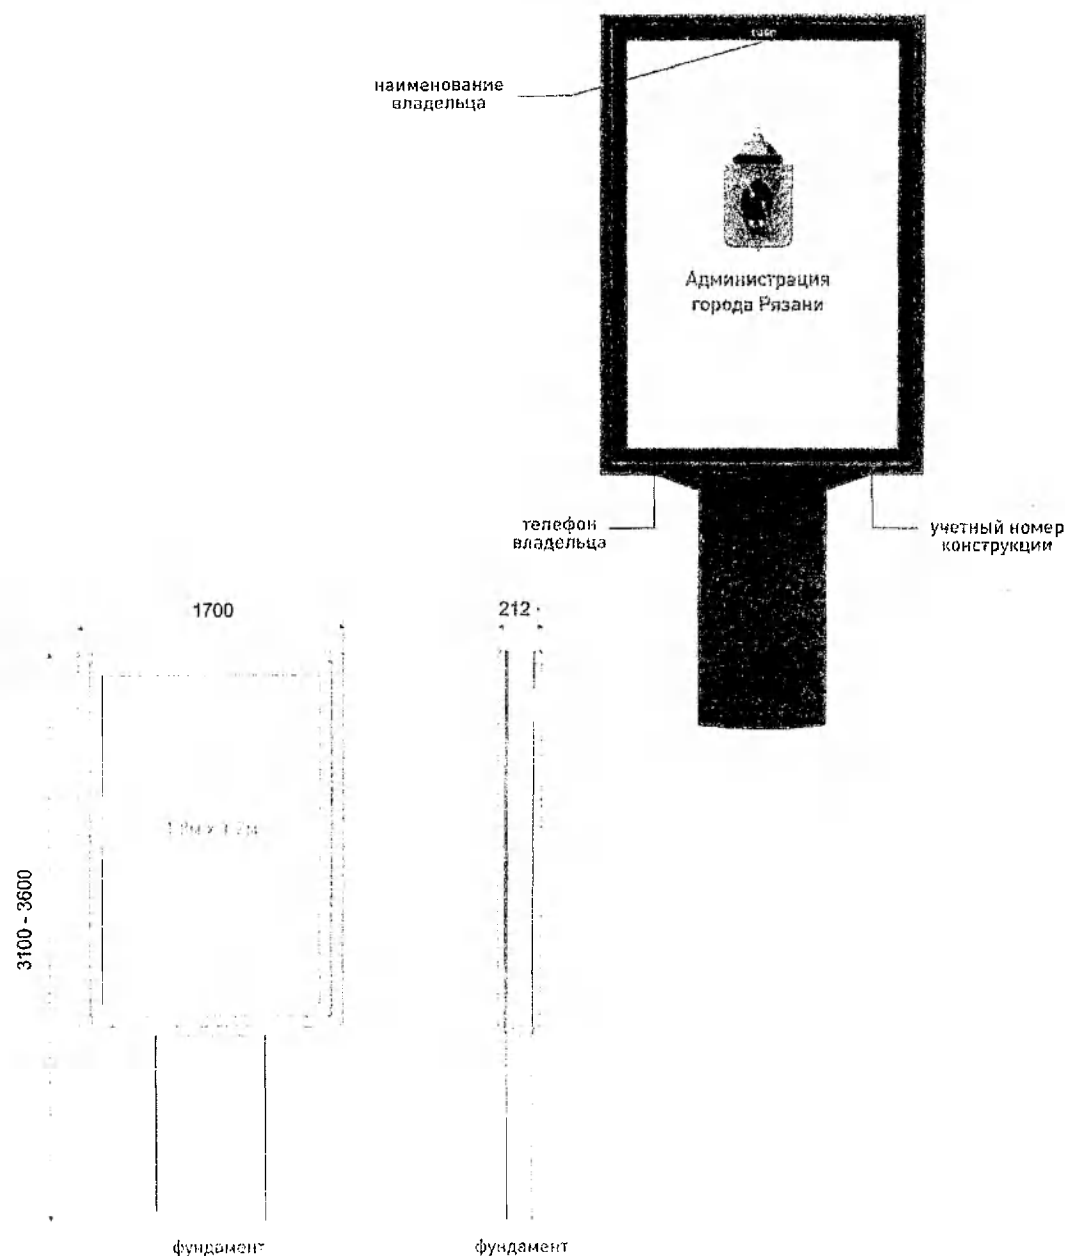 наименование
владельца
Администрация
города Рязани
телефон
владельца
учетный номер
конструкции
1700
212
3100 - 3600
фундамент
фундамент